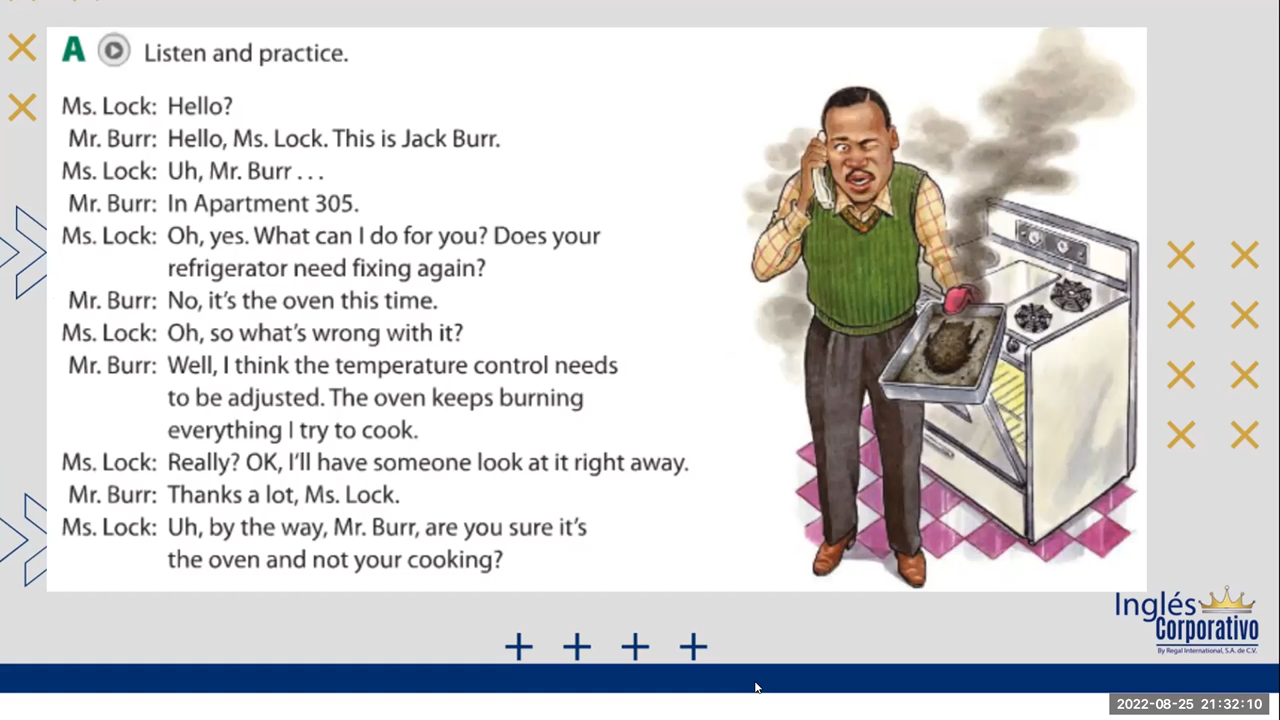 A Listen and practice.
Ms. Lock: Hello?
Mr. Burr: Hello, Ms. Lock. This is Jack Burr.
Ms. Lock: Uh, Mr. Burr . . .
Mr. Burr: In Apartment 305.
Ms. Lock: Oh, yes. What can I do for you? Does your
refrigerator need fixing again?
Mr. Burr: No, it's the oven this time.
Ms. Lock: Oh, so what's wrong with it?
Mr. Burr: Well, I think the temperature control needs
to be adjusted. The oven keeps burning
everything I try to cook.
Ms. Lock: Really? OK, I'll have someone look at it right away.
Mr. Burr: Thanks a lot, Ms. Lock.
Ms. Lock: Uh, by the way, Mr. Burr, are you sure it's
the oven and not your cooking?
Inglés
Corporativo
By Regal International, S.A. de C.V.
2022-08-25 21:32:10